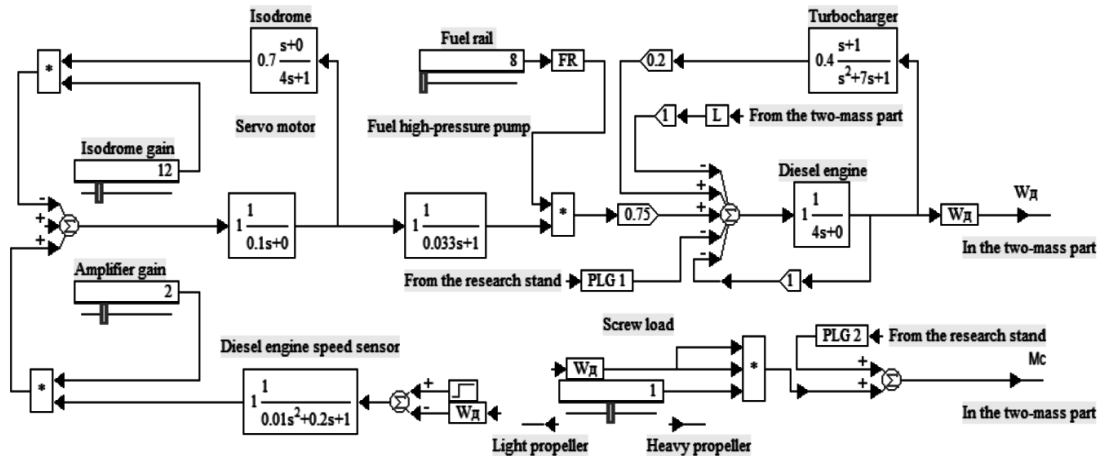 Isodrome
Fuel rail
Turbocharger
*
0.7 s+0
4s+1
8
FR
0.2
0.4 s+1
s²+7s+1
Servo motor
Fuel high-pressure pump
1
L
From the two-mass part
Isodrome gain
12
Diesel engine
-
+
+
Σ
1 1
0.1s+0
1 1
0.033s+1
*
0.75
-
+
+
-
-
Σ
1 1
4s+0
Wд
Wд
In the two-mass part
Amplifier gain
2
From the research stand
PLG 1
1
Screw load
PLG 2
From the research stand
Diesel engine speed sensor
Wд
*
+
+
Σ
Mc
*
1 1
0.01s²+0.2s+1
Σ
+
-
Wд
1
In the two-mass part
Light propeller
Heavy propeller